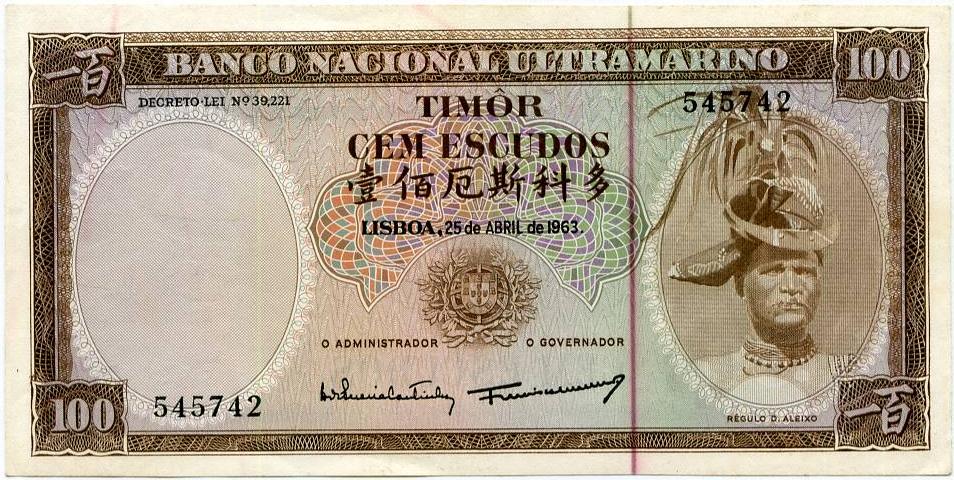 一百
BANCO NACIONAL ULTRAMARINO
100
DECRETO-LEI Nº 39,221
TIMÔR
545742
CEM ESCUDOS
壹佰厄斯科多
LISBOA, 25 de ABRIL de 1963.
O ADMINISTRADOR
O GOVERNADOR
100
545742
RÉGULO D. ALEIXO
一百